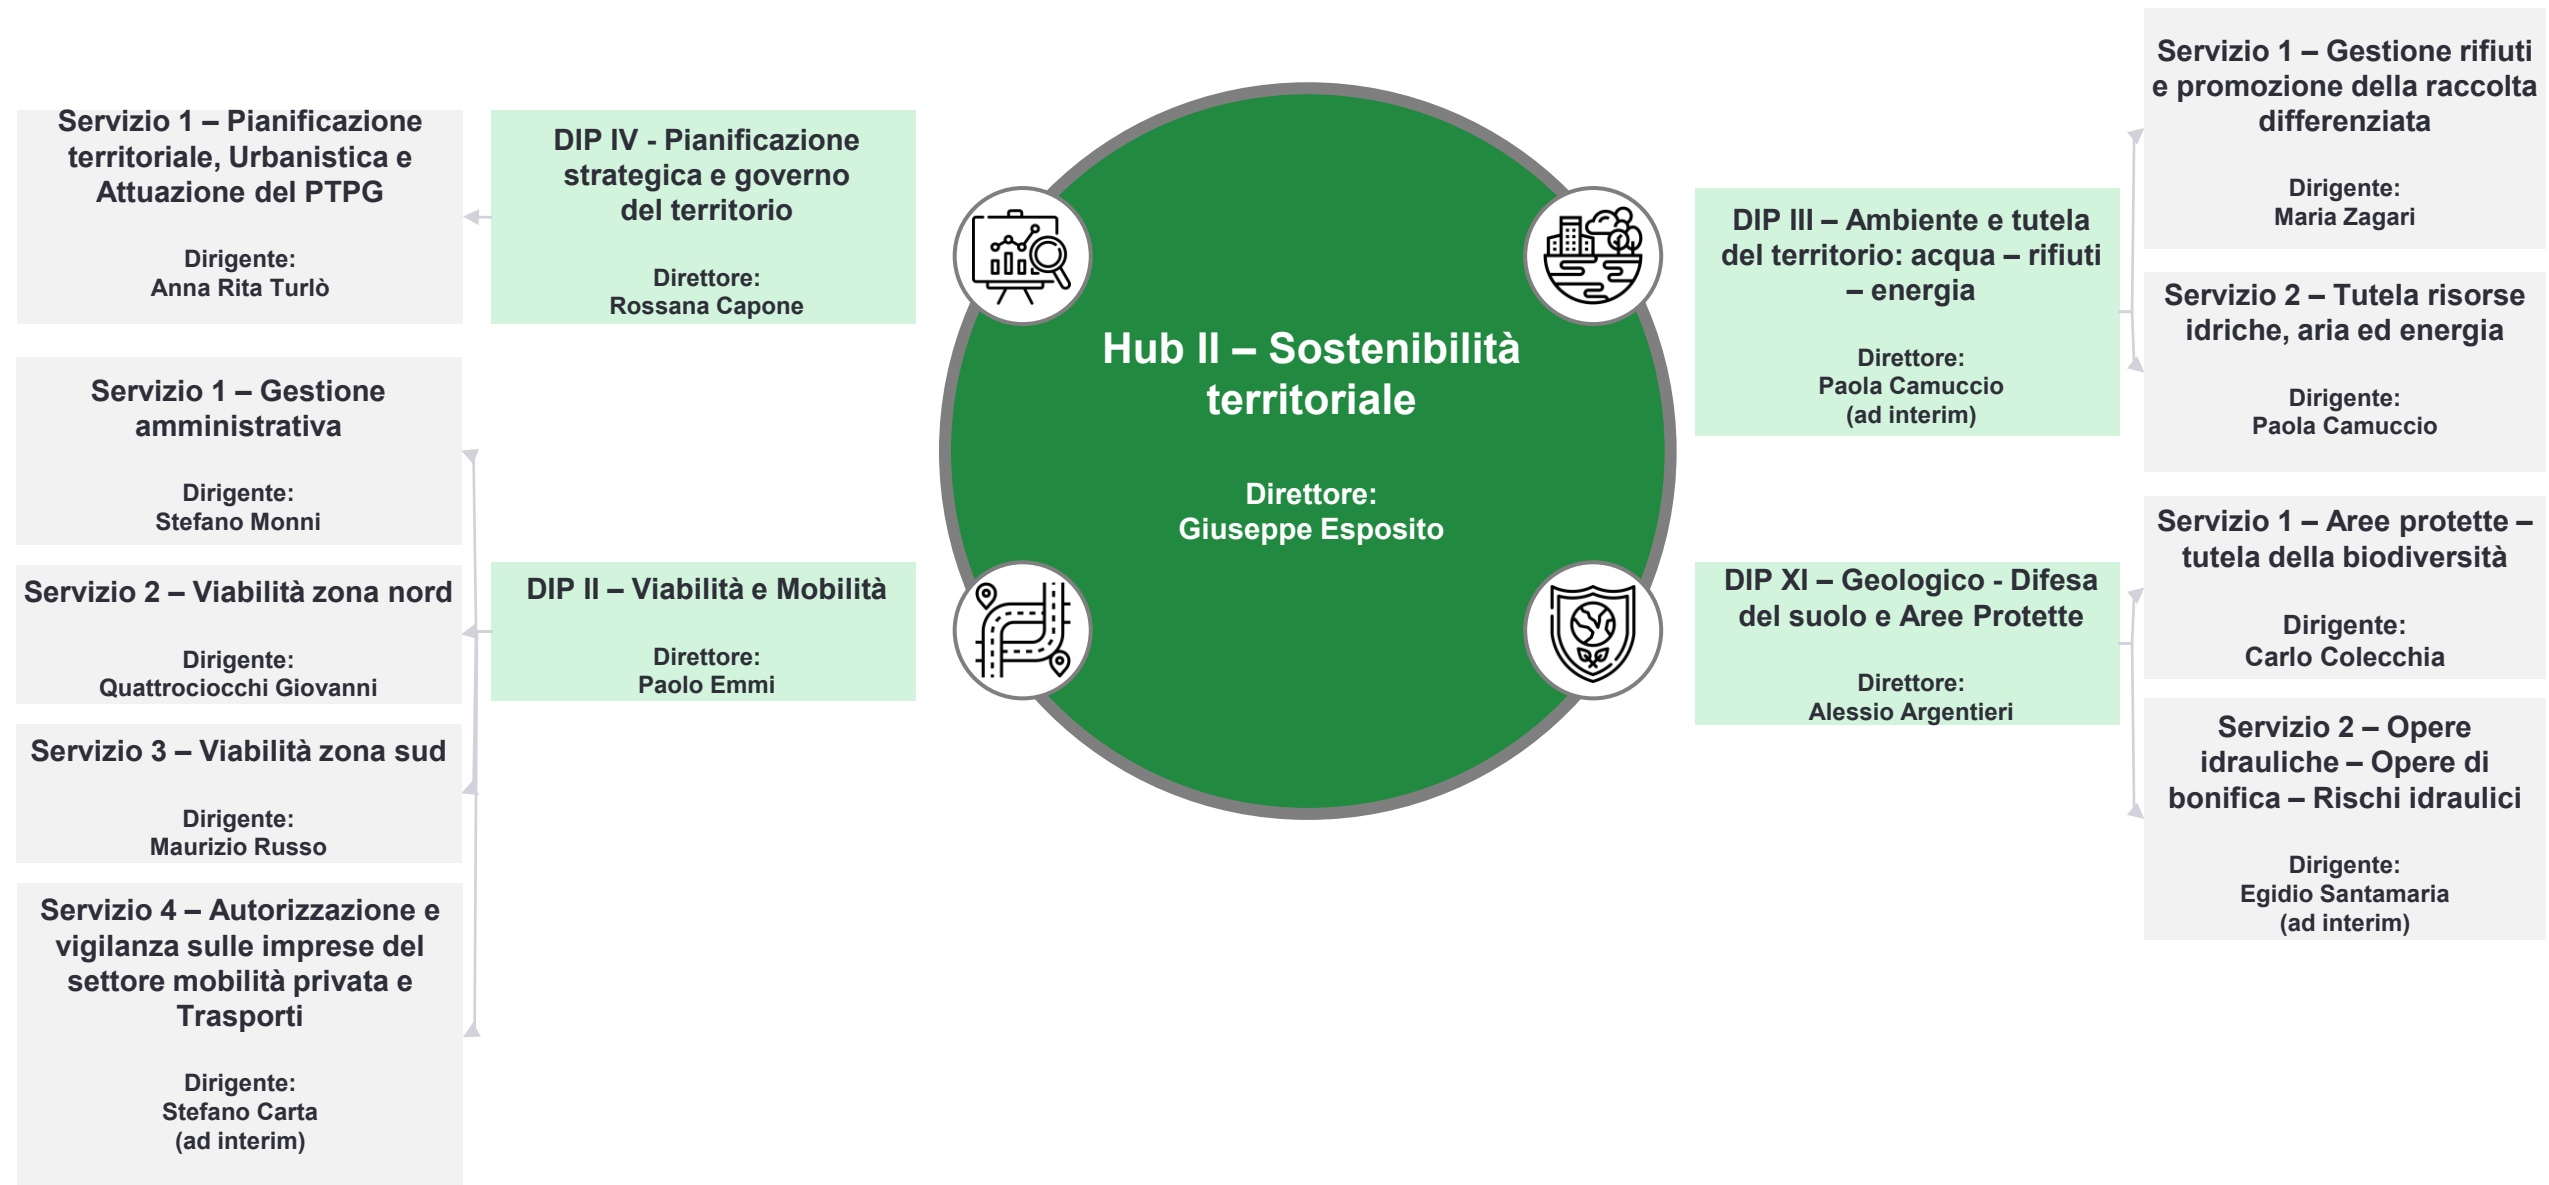 Servizio 1 – Pianificazione
territoriale, Urbanistica e
Attuazione del PTPG
Dirigente:
Anna Rita Turlò
DIP IV - Pianificazione
strategica e governo
del territorio
Direttore:
Rossana Capone
Servizio 1 – Gestione
amministrativa
Dirigente:
Stefano Monni
Servizio 2 – Viabilità zona nord
Dirigente:
Quattrociocchi Giovanni
Servizio 3 – Viabilità zona sud
Dirigente:
Maurizio Russo
Servizio 4 – Autorizzazione e
vigilanza sulle imprese del
settore mobilità privata e
Trasporti
Dirigente:
Stefano Carta
(ad interim)
DIP II – Viabilità e Mobilità
Direttore:
Paolo Emmi
Hub II – Sostenibilità
territoriale
Direttore:
Giuseppe Esposito
DIP III – Ambiente e tutela
del territorio: acqua – rifiuti
– energia
Direttore:
Paola Camuccio
(ad interim)
Servizio 1 – Gestione rifiuti
e promozione della raccolta
differenziata
Dirigente:
Maria Zagari
Servizio 2 – Tutela risorse
idriche, aria ed energia
Dirigente:
Paola Camuccio
DIP XI – Geologico - Difesa
del suolo e Aree Protette
Direttore:
Alessio Argentieri
Servizio 1 – Aree protette –
tutela della biodiversità
Dirigente:
Carlo Colecchia
Servizio 2 – Opere
idrauliche – Opere di
bonifica – Rischi idraulici
Dirigente:
Egidio Santamaria
(ad interim)